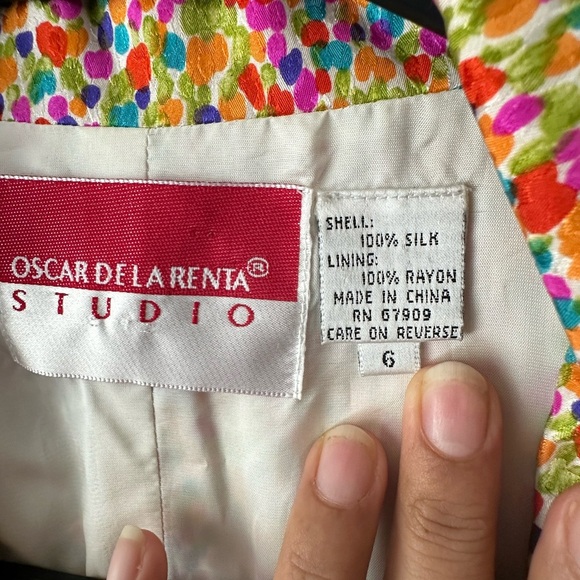 OSCAR DE LA RENTA®
STUDIO
SHELL:
100% SILK
LINING:
100% RAYON
MADE IN CHINA
RN 67909
CARE ON REVERSE
6